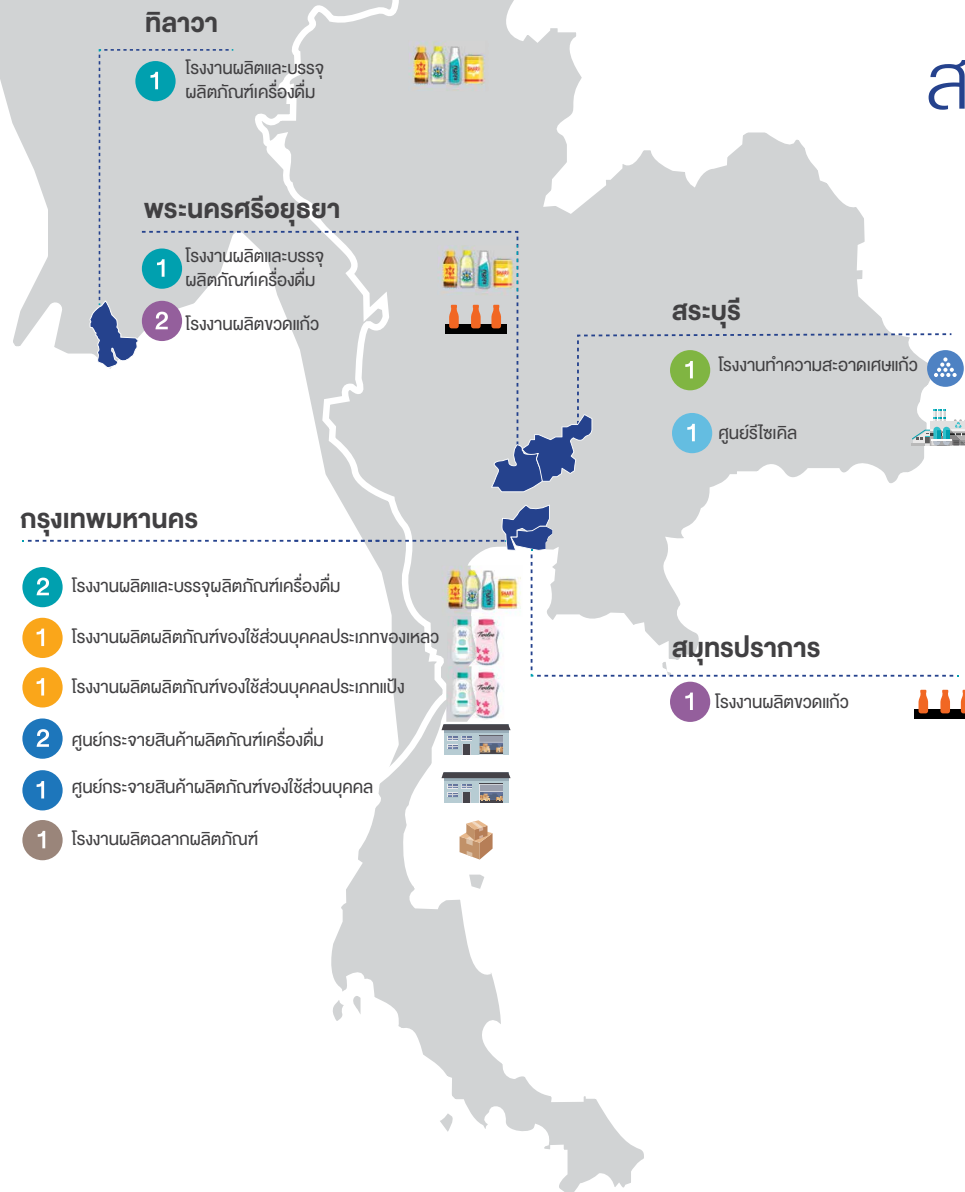 ทิลาวา
1 โรงงานผลิตและบรรจุ
ผลิตภัณฑ์เครื่องดื่ม
ส
พระนครศรีอยุธยา
1 โรงงานผลิตและบรรจุ
ผลิตภัณฑ์เครื่องดื่ม
2 โรงงานผลิตขวดแก้ว
สระบุรี
1 โรงงานทำความสะอาดเศษแก้ว
1 ศูนย์รีไซเคิล
กรุงเทพมหานคร
2 โรงงานผลิตและบรรจุผลิตภัณฑ์เครื่องดื่ม
1 โรงงานผลิตผลิตภัณฑ์ของใช้ส่วนบุคคลประเภทของเหลว
1 โรงงานผลิตผลิตภัณฑ์ของใช้ส่วนบุคคลประเภทแป้ง
2 ศูนย์กระจายสินค้าผลิตภัณฑ์เครื่องดื่ม
1 ศูนย์กระจายสินค้าผลิตภัณฑ์ของใช้ส่วนบุคคล
1 โรงงานผลิตฉลากผลิตภัณฑ์
สมุทรปราการ
1 โรงงานผลิตขวดแก้ว